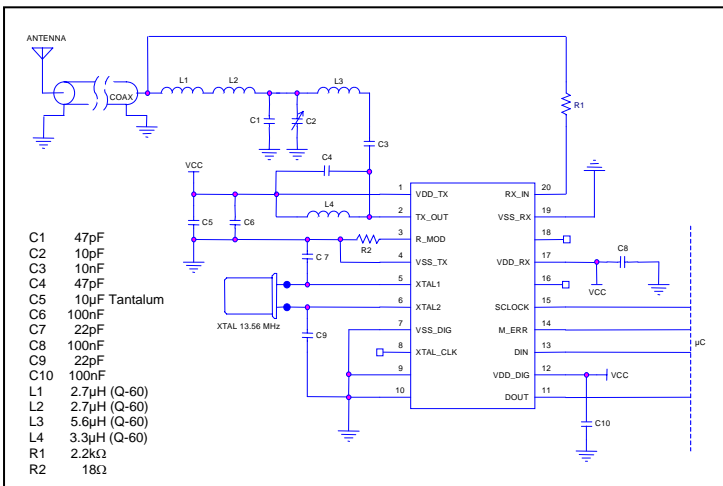 ANTENNA
COAX
L1
L2
L3
C1
C2
C3
R1
VCC
C4
L4
C5
C6
R2
C 7
XTAL 13.56 MHz
C9
1 VDD_TX
2 TX_OUT
3 R_MOD
4 VSS_TX
5 XTAL1
6 XTAL2
7 VSS_DIG
8 XTAL_CLK
9
10
RX_IN 20
VSS_RX 19
18
VDD_RX 17
16
SCLOCK 15
M_ERR 14
DIN 13
VDD_DIG 12
DOUT 11
C8
VCC
VCC
C10
µC
C1 47pF
C2 10pF
C3 10nF
C4 47pF
C5 10µF Tantalum
C6 100nF
C7 22pF
C8 100nF
C9 22pF
C10 100nF
L1 2.7µH (Q-60)
L2 2.7µH (Q-60)
L3 5.6µH (Q-60)
L4 3.3µH (Q-60)
R1 2.2kΩ
R2 18Ω